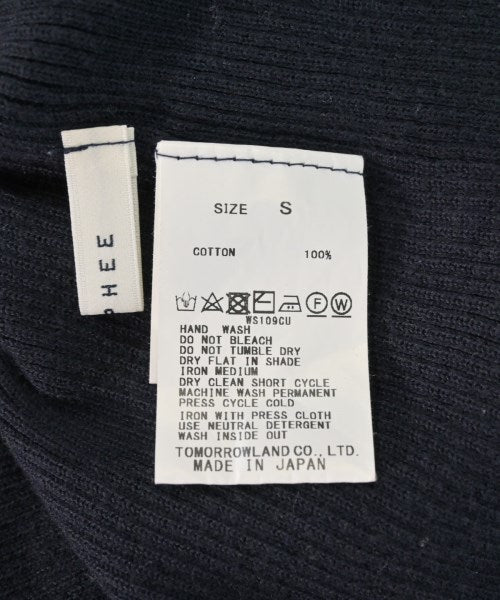 PHEE
SIZE S
COTTON 100%
F W
WS109CU
HAND WASH
DO NOT BLEACH
DO NOT TUMBLE DRY
DRY FLAT IN SHADE
IRON MEDIUM
DRY CLEAN SHORT CYCLE
MACHINE WASH PERMANENT
PRESS CYCLE COLD
IRON WITH PRESS CLOTH
USE NEUTRAL DETERGENT
WASH INSIDE OUT
TOMORROWLAND CO., LTD.
MADE IN JAPAN